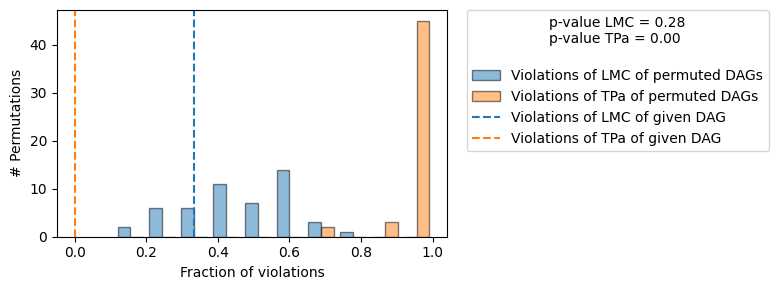 p-value LMC = 0.28
p-value TPa = 0.00
Violations of LMC of permuted DAGs
Violations of TPa of permuted DAGs
Violations of LMC of given DAG
Violations of TPa of given DAG
# Permutations
40
30
20
10
0
0.0 0.2 0.4 0.6 0.8 1.0
Fraction of violations